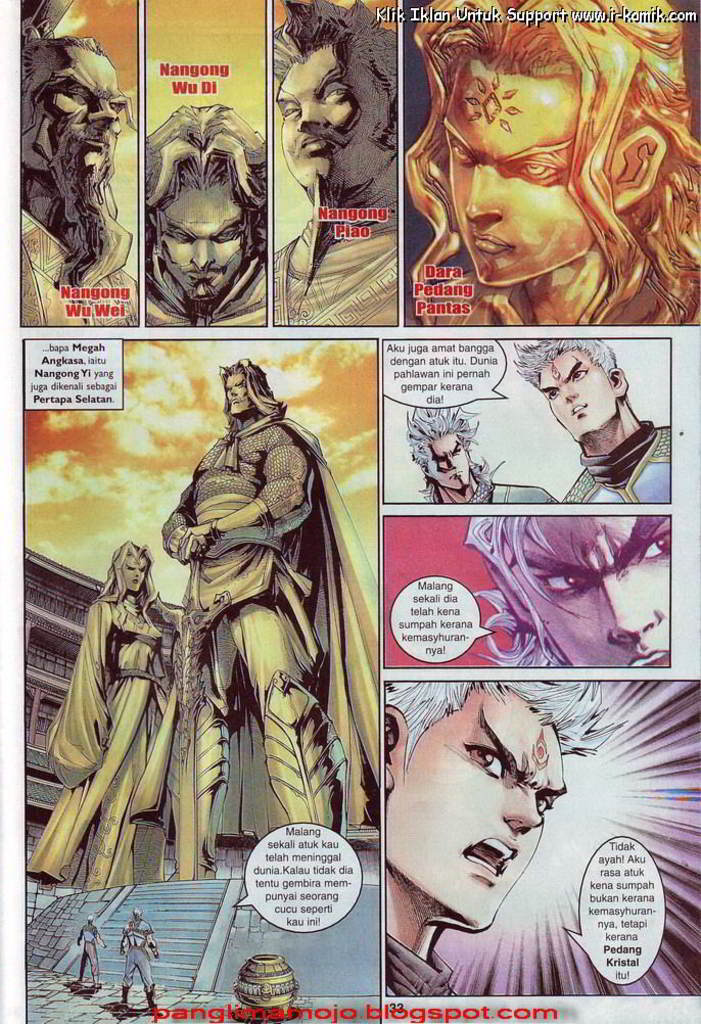 Klik Iklan Untuk Support www.i-komik.com
Nangong
Wu Wei
Nangong
Wu Di
Nangong
Piao
Dara
Pedang
Pantas
...bapa Megah
Angkasa, iaitu
Nangong Yi yang
juga dikenali sebagai
Pertapa Selatan.
Aku juga amat bangga
dengan atuk itu. Dunia
pahlawan ini pernah
gempar kerana
dia!
Malang
sekali dia
telah kena
sumpah kerana
kemasyhuran-
nya!
Malang
sekali atuk kau
telah meninggal
dunia.Kalau tidak dia
tentu gembira mem-
punyai seorang
cucu seperti
kau ini!
Tidak
ayah! Aku
rasa atuk
kena sumpah
bukan kerana
kemasyhuran-
nya, tetapi
kerana
Pedang
Kristal
itu!
33
panglimamojo.blogspot.com